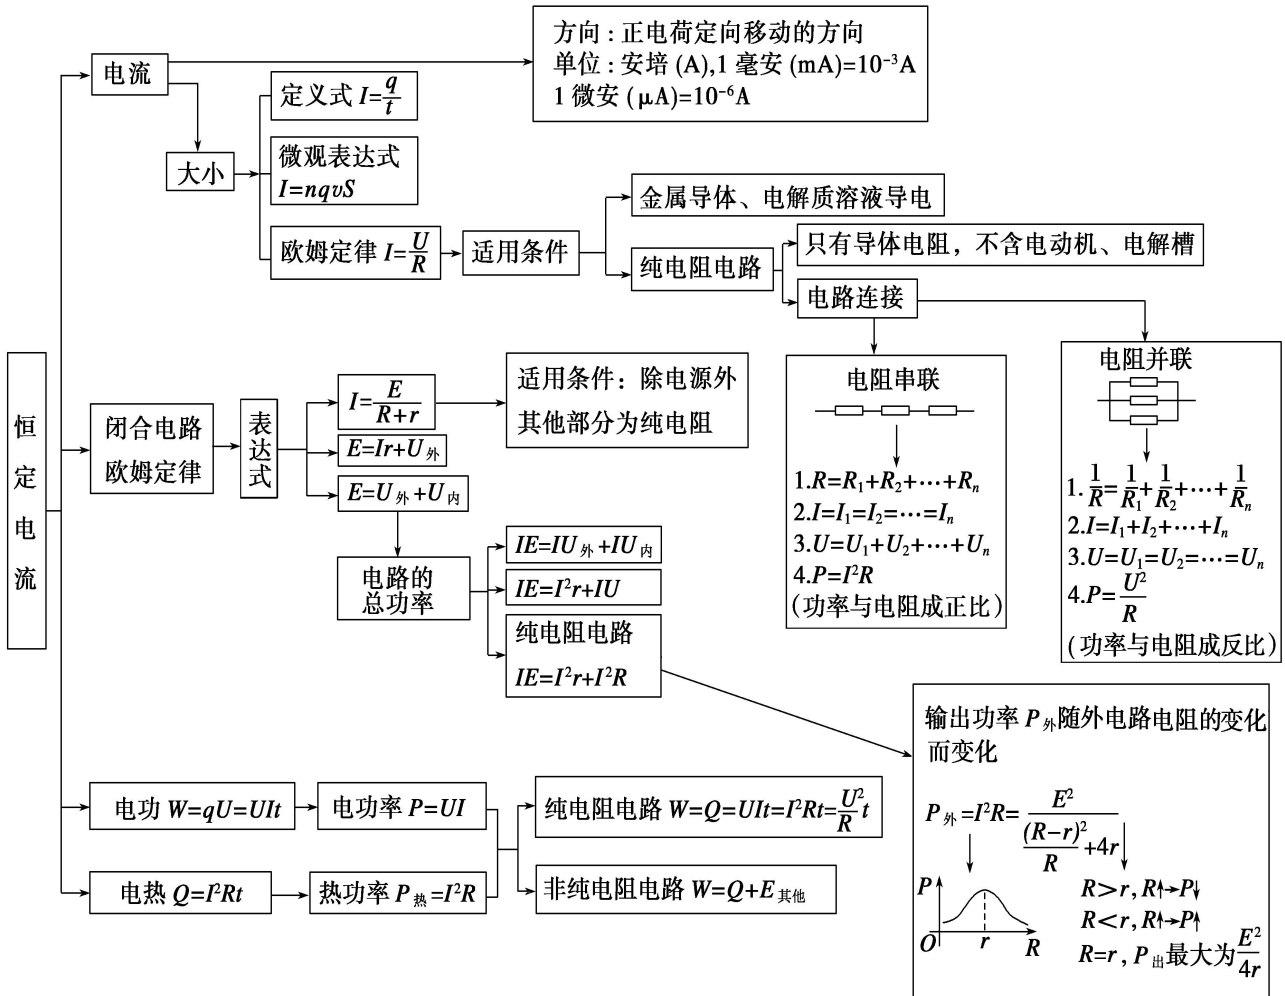 恒定电流
电流
方向：正电荷定向移动的方向
单位：安培(A),1毫安(mA)=10⁻³A
1微安(μA)=10⁻⁶A
大小
定义式 I=q/t
微观表达式
I=nqvS
欧姆定律 I=U/R
适用条件
金属导体、电解质溶液导电
纯电阻电路
只有导体电阻，不含电动机、电解槽
电路连接
电阻串联
1.R=R₁+R₂+⋯+Rₙ
2.I=I₁=I₂=⋯=Iₙ
3.U=U₁+U₂+⋯+Uₙ
4.P=I²R
(功率与电阻成正比)
电阻并联
1.1/R=1/R₁+1/R₂+⋯+1/Rₙ
2.I=I₁+I₂+⋯+Iₙ
3.U=U₁=U₂=⋯=Uₙ
4.P=U²/R
(功率与电阻成反比)
闭合电路
欧姆定律
表达式
I=E/(R+r)
适用条件：除电源外
其他部分为纯电阻
E=Ir+U外
E=U外+U内
电路的
总功率
IE=IU外+IU内
IE=I²r+IU
纯电阻电路
IE=I²r+I²R
输出功率P外随外电路电阻的变化
而变化
P外=I²R=E²/((R−r)²/R+4r)
P
O
r
R
R>r,R↑→P↓
R<r,R↑→P↑
R=r,P出最大为E²/4r
电功 W=qU=UIt
电功率 P=UI
纯电阻电路 W=Q=UIt=I²Rt=U²/R t
电热 Q=I²Rt
热功率 P热=I²R
非纯电阻电路 W=Q+E其他